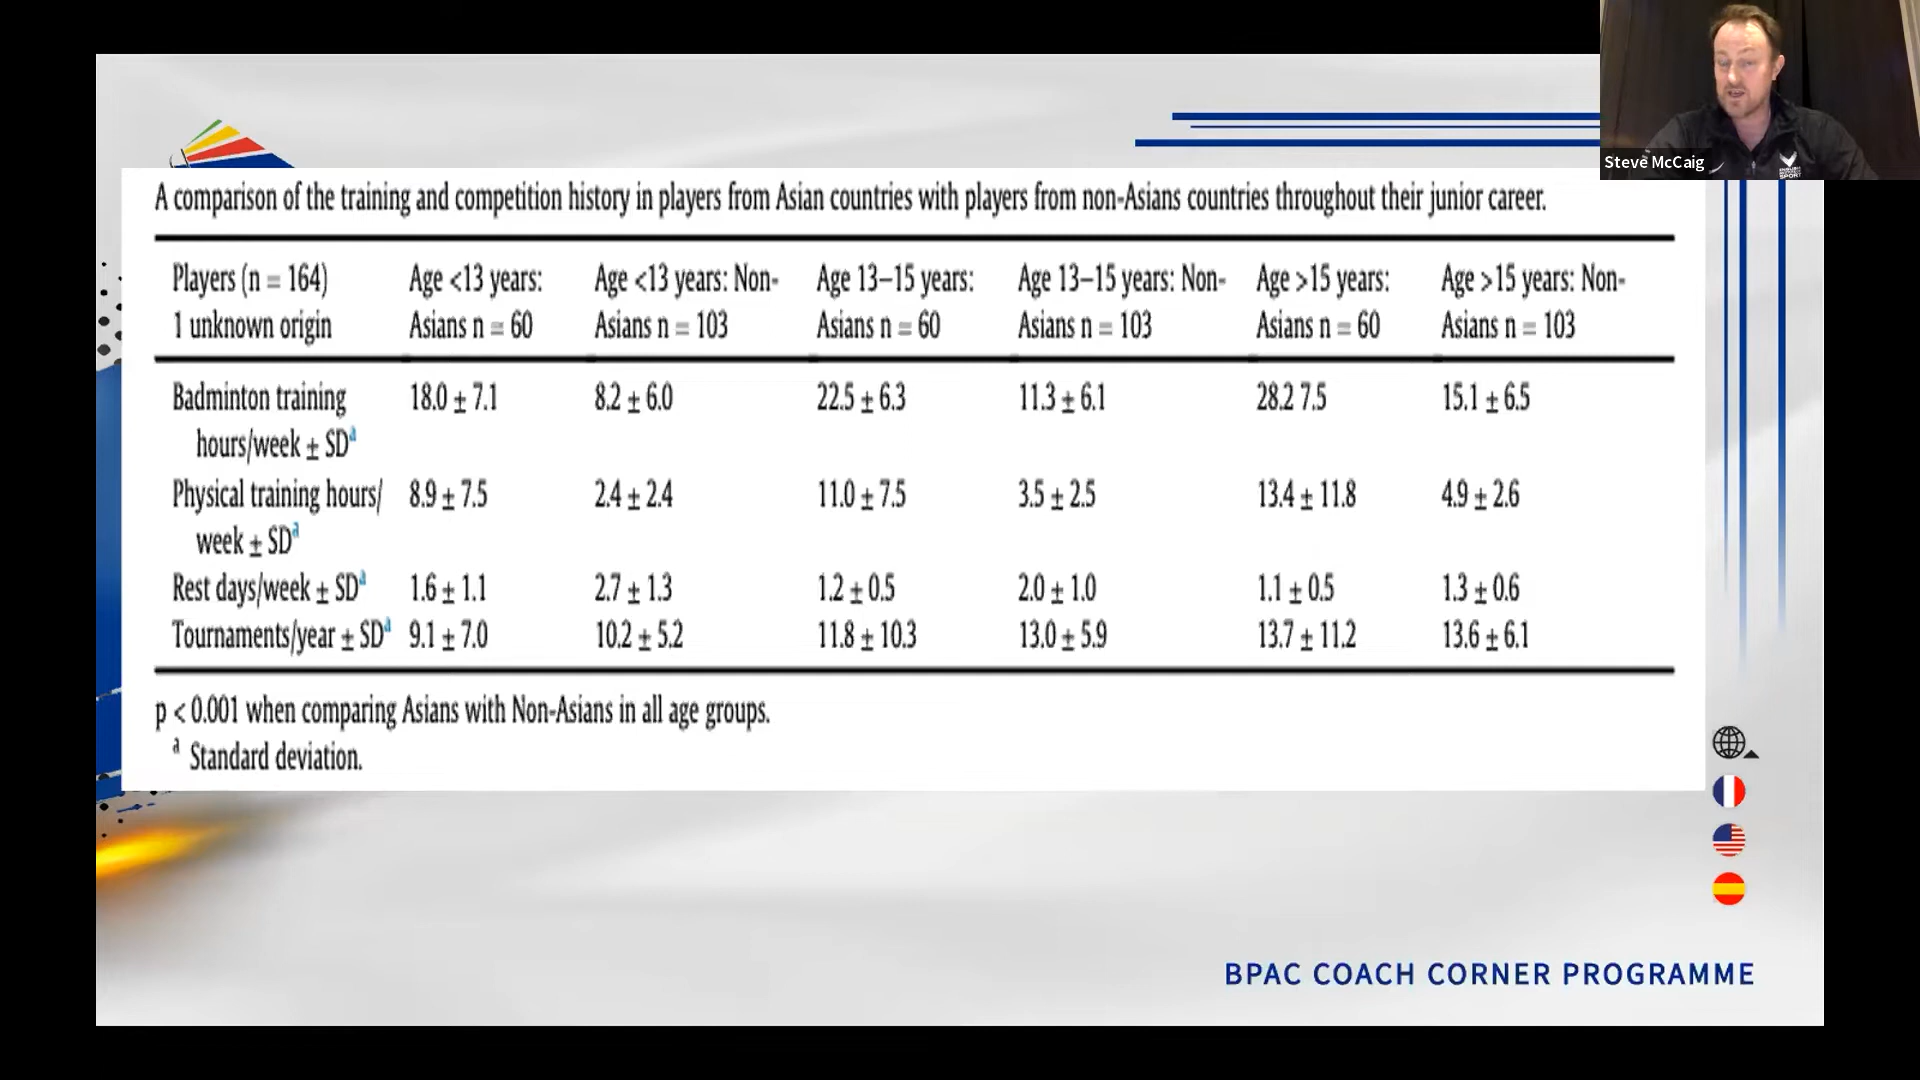 Steve McCaig
A comparison of the training and competition history in players from Asian countries with players from non-Asians countries throughout their junior career.
Players (n = 164) Age <13 years: Age <13 years: Non- Age 13–15 years: Age 13–15 years: Non- Age >15 years: Age >15 years: Non-
1 unknown origin Asians n = 60 Asians n = 103 Asians n = 60 Asians n = 103 Asians n = 60 Asians n = 103
Badminton training 18.0 ± 7.1 8.2 ± 6.0 22.5 ± 6.3 11.3 ± 6.1 28.2 7.5 15.1 ± 6.5
hours/week ± SDa
Physical training hours/ 8.9 ± 7.5 2.4 ± 2.4 11.0 ± 7.5 3.5 ± 2.5 13.4 ± 11.8 4.9 ± 2.6
week ± SDa
Rest days/week ± SDa 1.6 ± 1.1 2.7 ± 1.3 1.2 ± 0.5 2.0 ± 1.0 1.1 ± 0.5 1.3 ± 0.6
Tournaments/year ± SDa 9.1 ± 7.0 10.2 ± 5.2 11.8 ± 10.3 13.0 ± 5.9 13.7 ± 11.2 13.6 ± 6.1
p < 0.001 when comparing Asians with Non-Asians in all age groups.
a Standard deviation.
BPAC COACH CORNER PROGRAMME